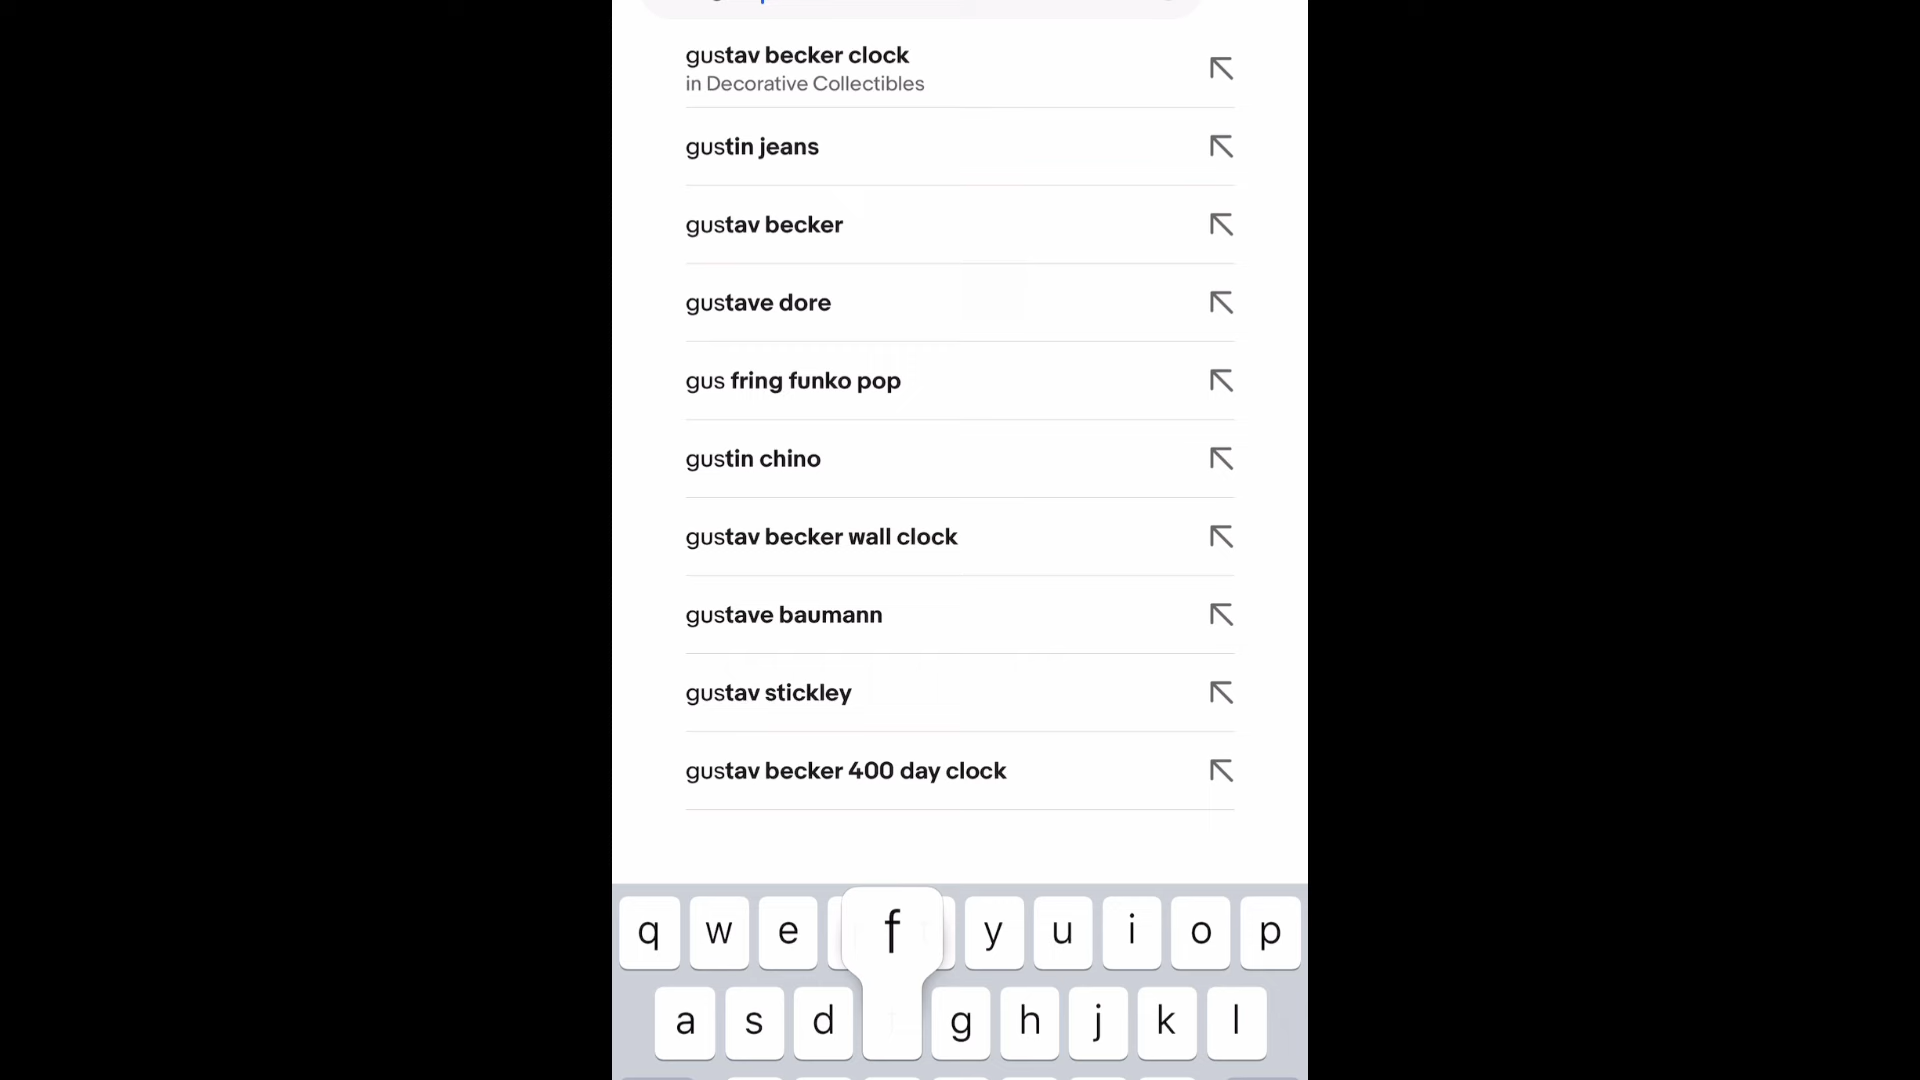 gustav becker clock
in Decorative Collectibles
gustin jeans
gustav becker
gustave dore
gus fring funko pop
gustin chino
gustav becker wall clock
gustave baumann
gustav stickley
gustav becker 400 day clock
q w e f y u i o p
a s d g h j k l